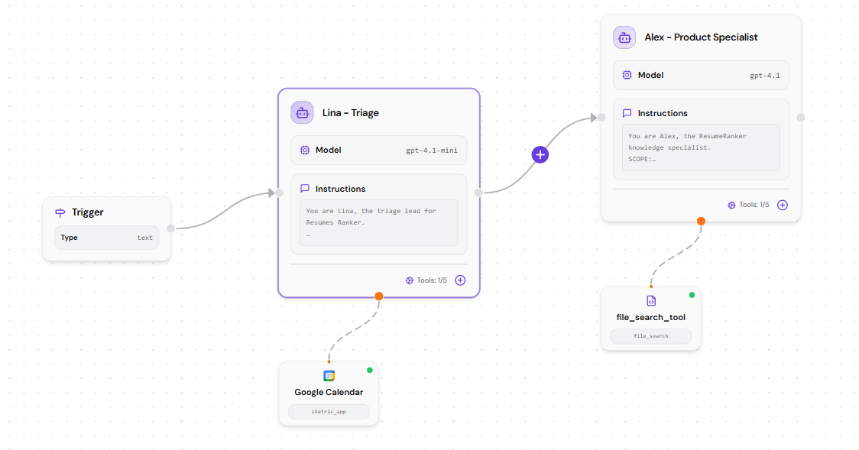 Trigger
Type
text
Lina - Triage
Model
gpt-4.1-mini
Instructions
You are Lina, the triage lead for
Resumes Ranker.
…
Tools: 1/5
Google Calendar
Alex - Product Specialist
Model
gpt-4.1
Instructions
You are Alex, the ResumeRanker
knowledge specialist.
SCOPE:…
Tools: 1/5
file_search_tool
file_search